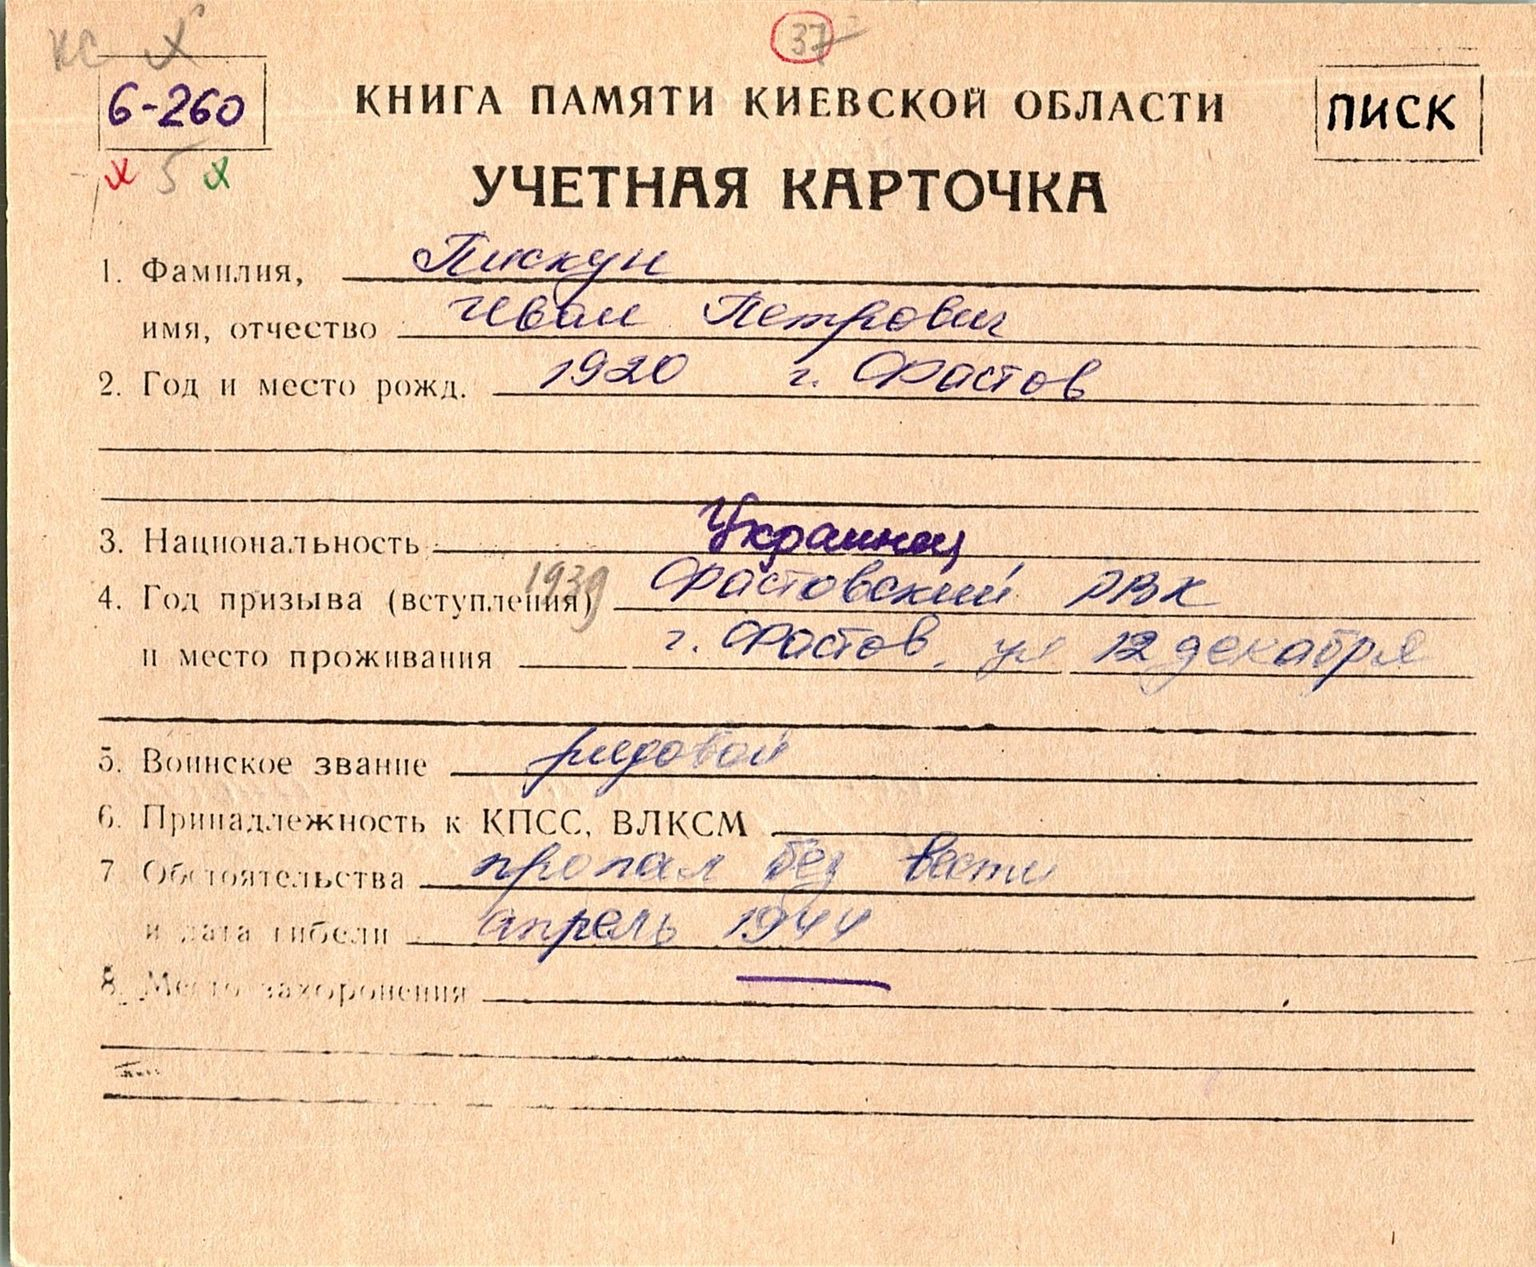 КС X
37
6-260
КНИГА ПАМЯТИ КИЕВСКОЙ ОБЛАСТИ
ПИСК
х 5 х
УЧЕТНАЯ КАРТОЧКА
1. Фамилия, Пискун
имя, отчество Иван Петрович
2. Год и место рожд. 1920 г. Фастов
3. Национальность Украинец
4. Год призыва (вступления) 1939 Фастовский РВК
и место проживания г. Фастов, ул 12 декабря
5. Воинское звание рядовой
6. Принадлежность к КПСС, ВЛКСМ
7 Обстоятельства пропал без вести
и дата гибели апрель 1944
8. Место захоронения —